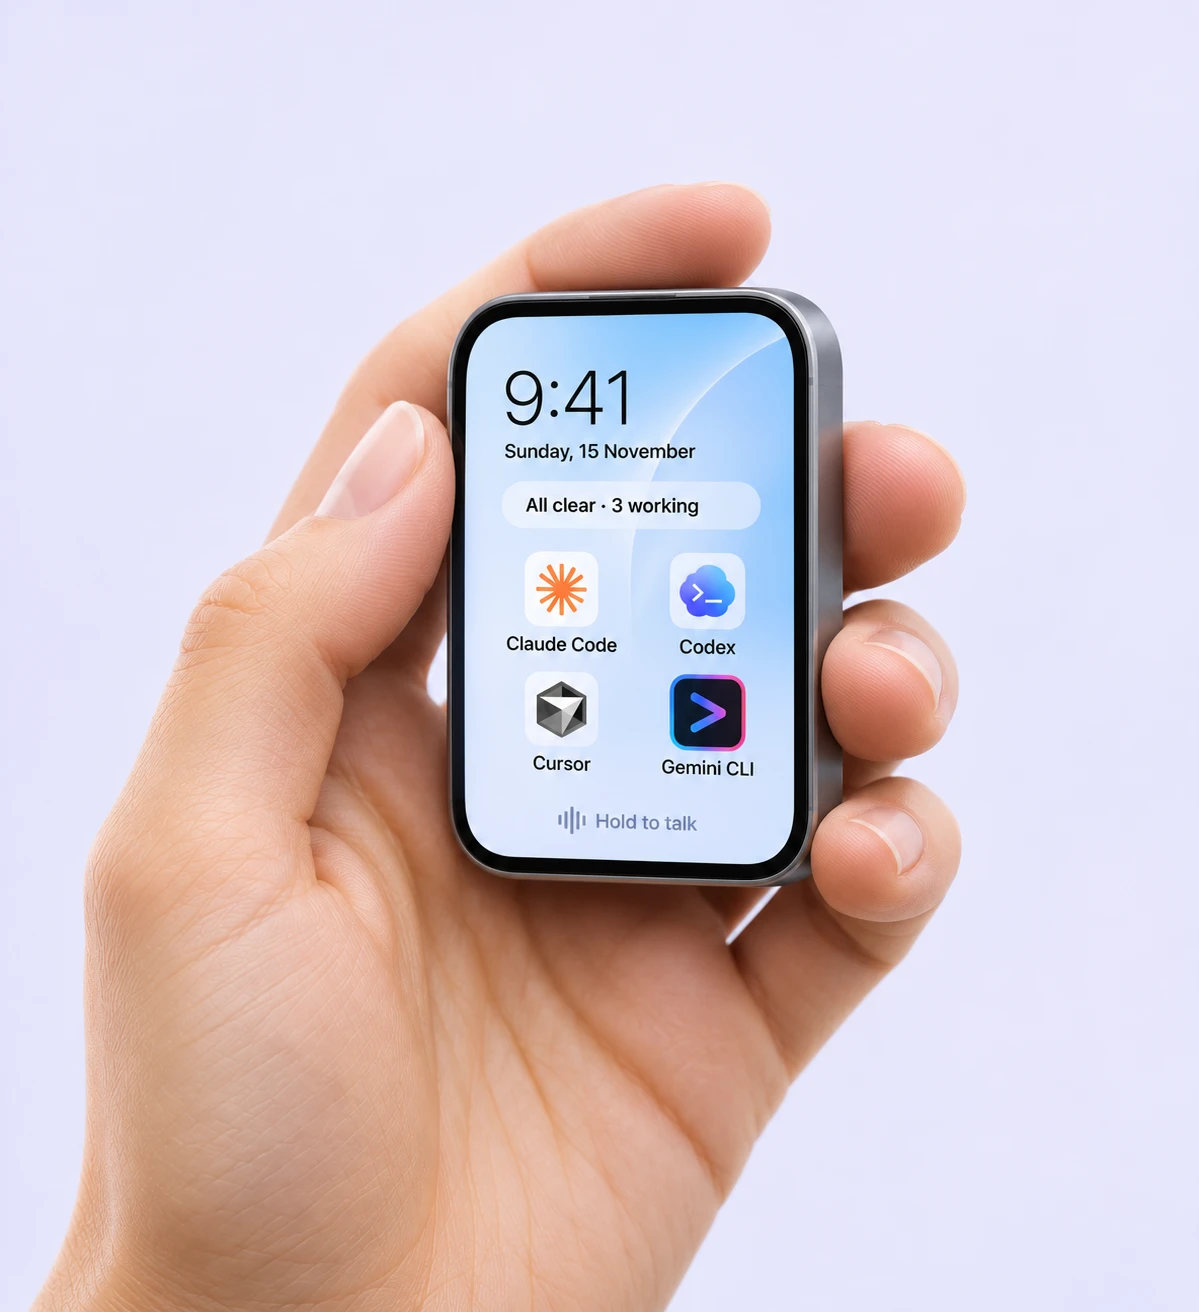 9:41
Sunday, 15 November
All clear · 3 working
Claude Code
Codex
Cursor
Gemini CLI
Hold to talk